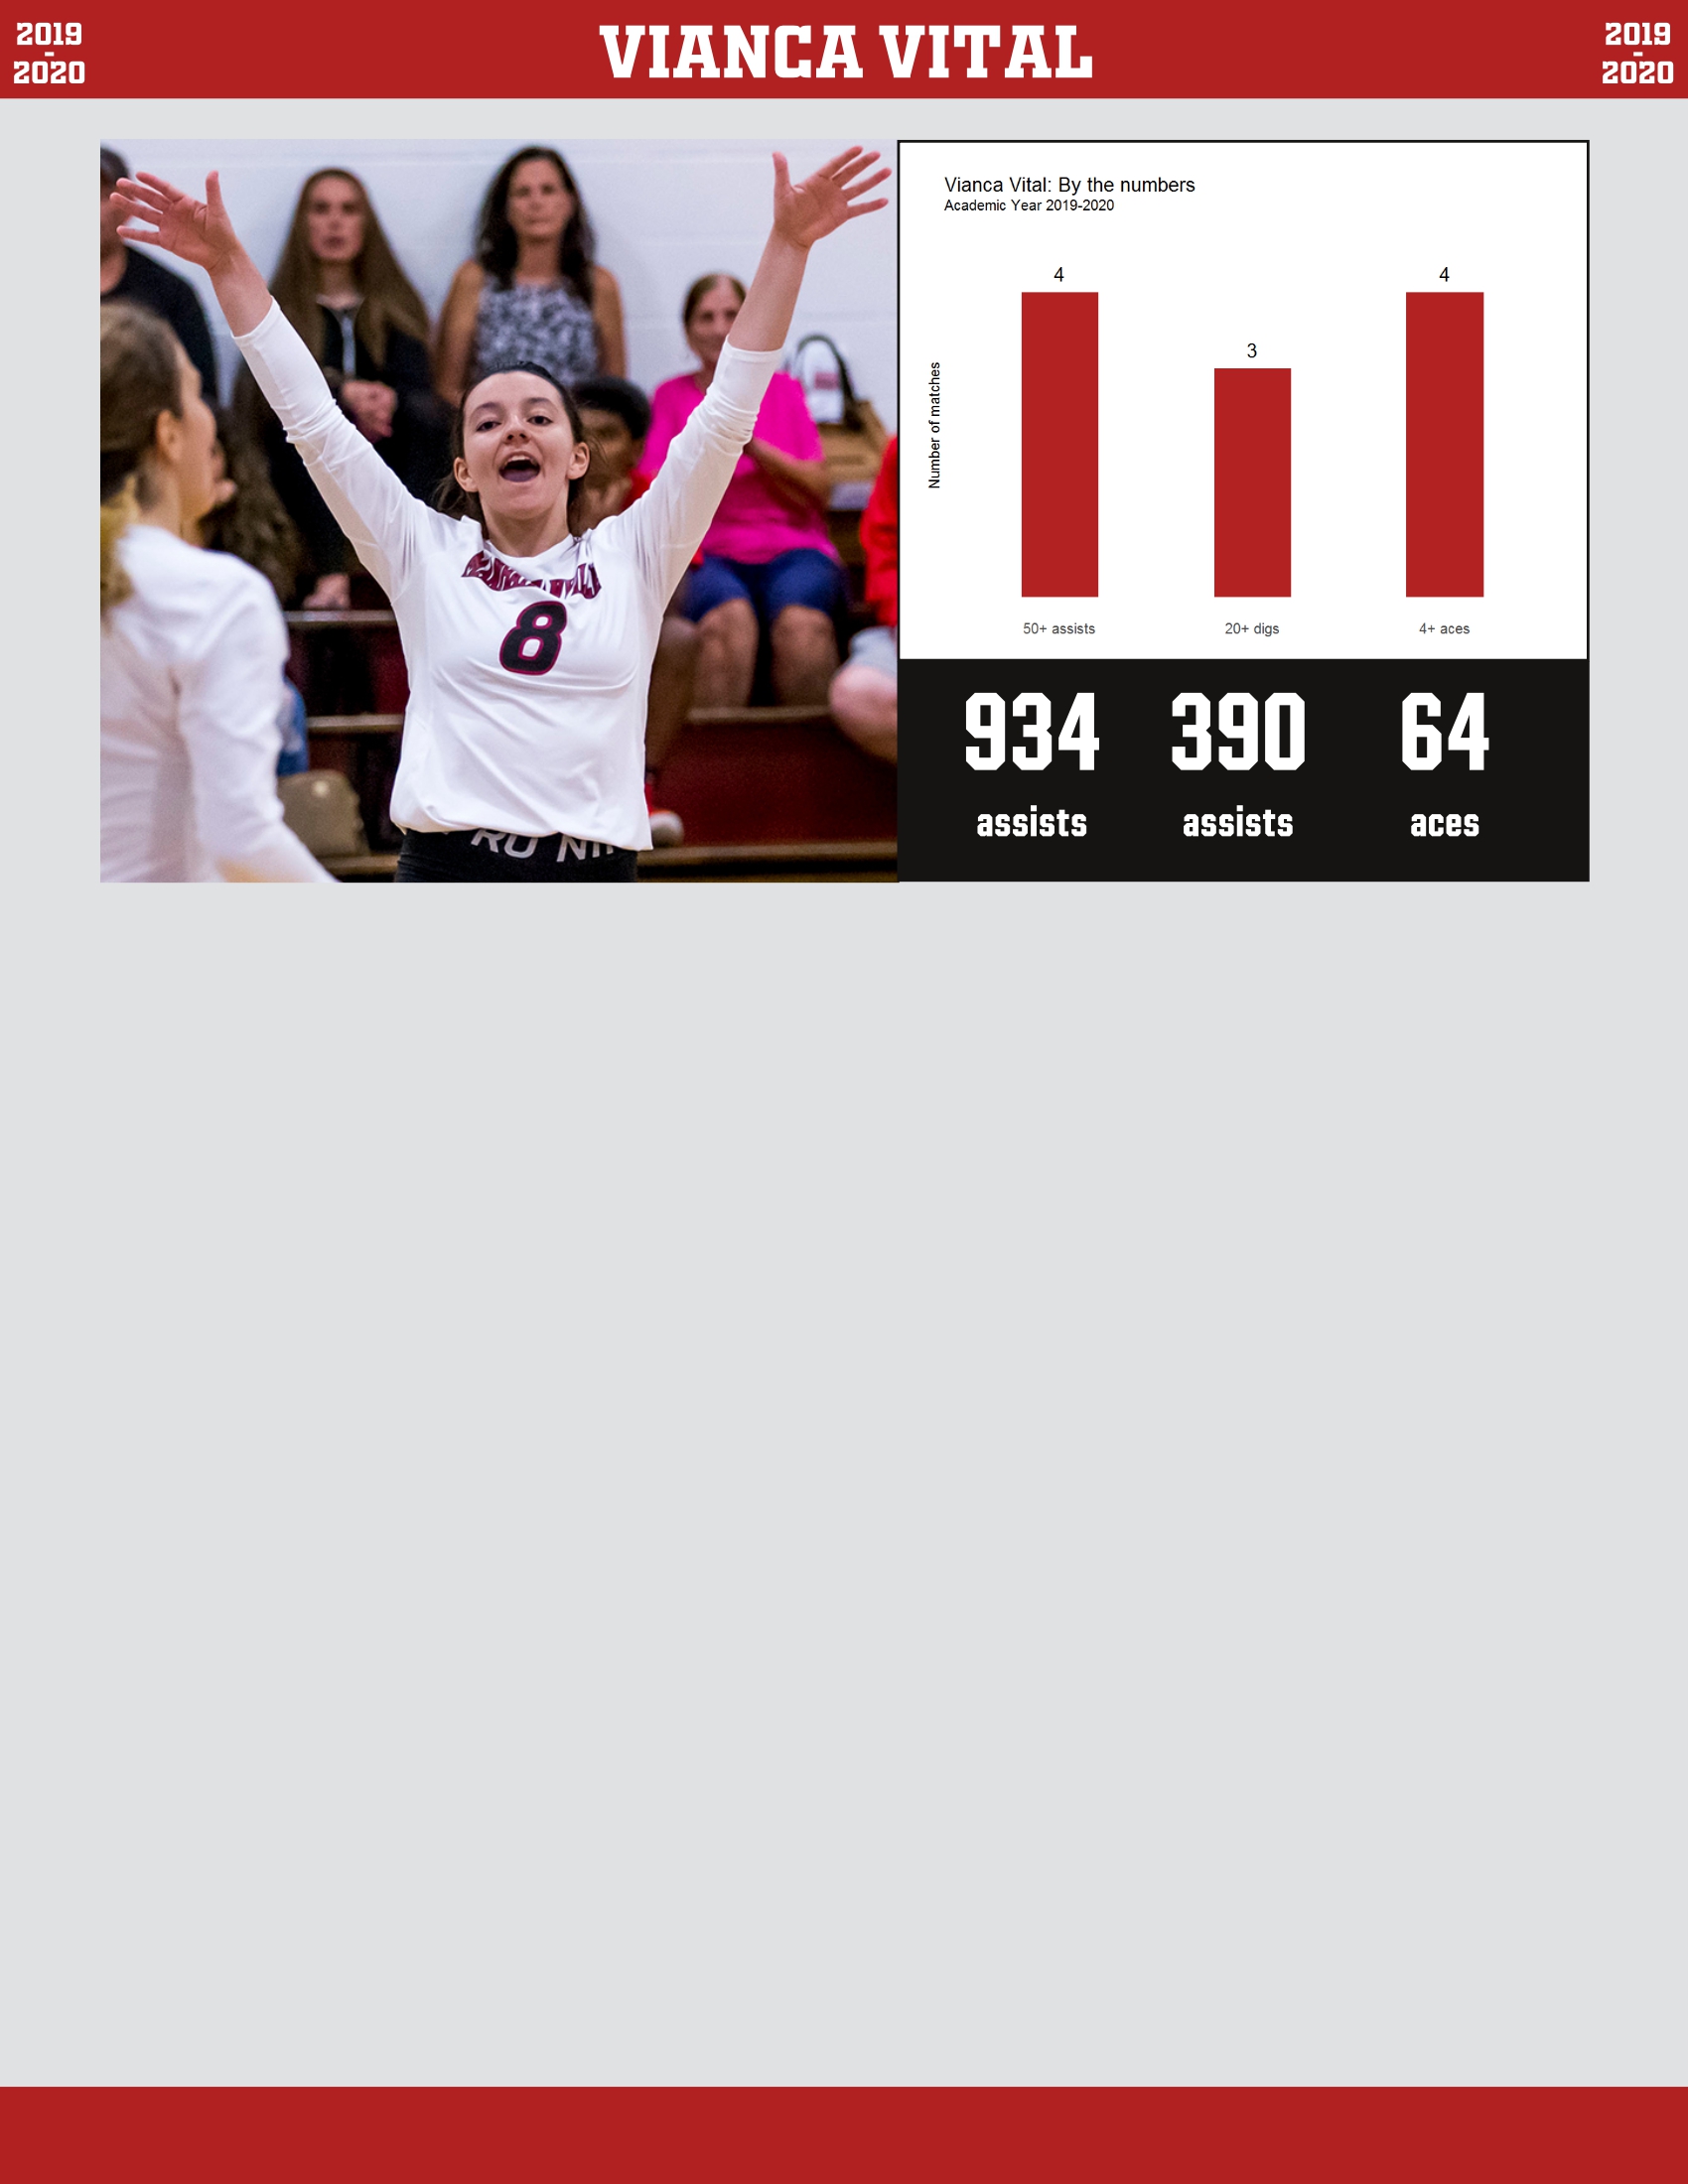 2019
-
2020
VIANCA VITAL
2019
-
2020
Vianca Vital: By the numbers
Academic Year 2019-2020
Number of matches
4
3
4
50+ assists
20+ digs
4+ aces
934
390
64
assists
assists
aces
8